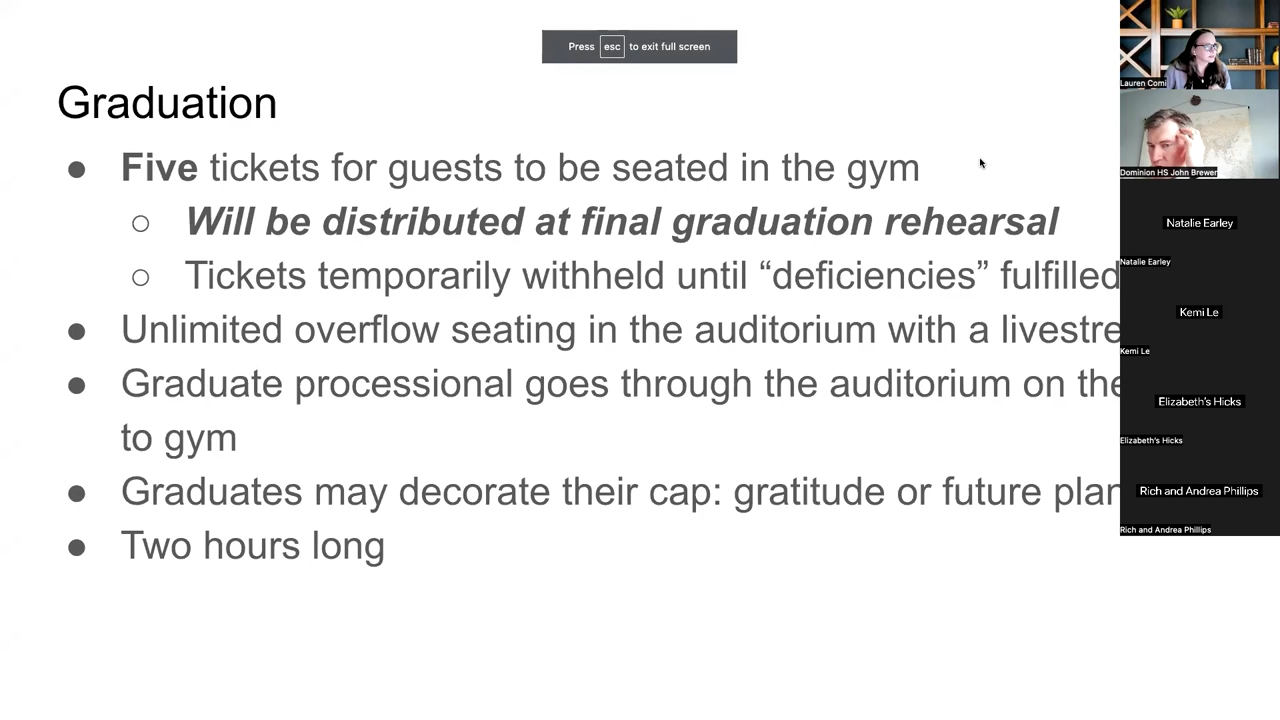 Press esc to exit full screen
Graduation
● Five tickets for guests to be seated in the gym
○ Will be distributed at final graduation rehearsal
○ Tickets temporarily withheld until “deficiencies” fulfilled
● Unlimited overflow seating in the auditorium with a livestre
● Graduate processional goes through the auditorium on the
to gym
● Graduates may decorate their cap: gratitude or future plan
● Two hours long
Lauren Comi
Dominion HS John Brewer
Natalie Earley
Natalie Earley
Kemi Le
Kemi Le
Elizabeth's Hicks
Elizabeth's Hicks
Rich and Andrea Phillips
Rich and Andrea Phillips